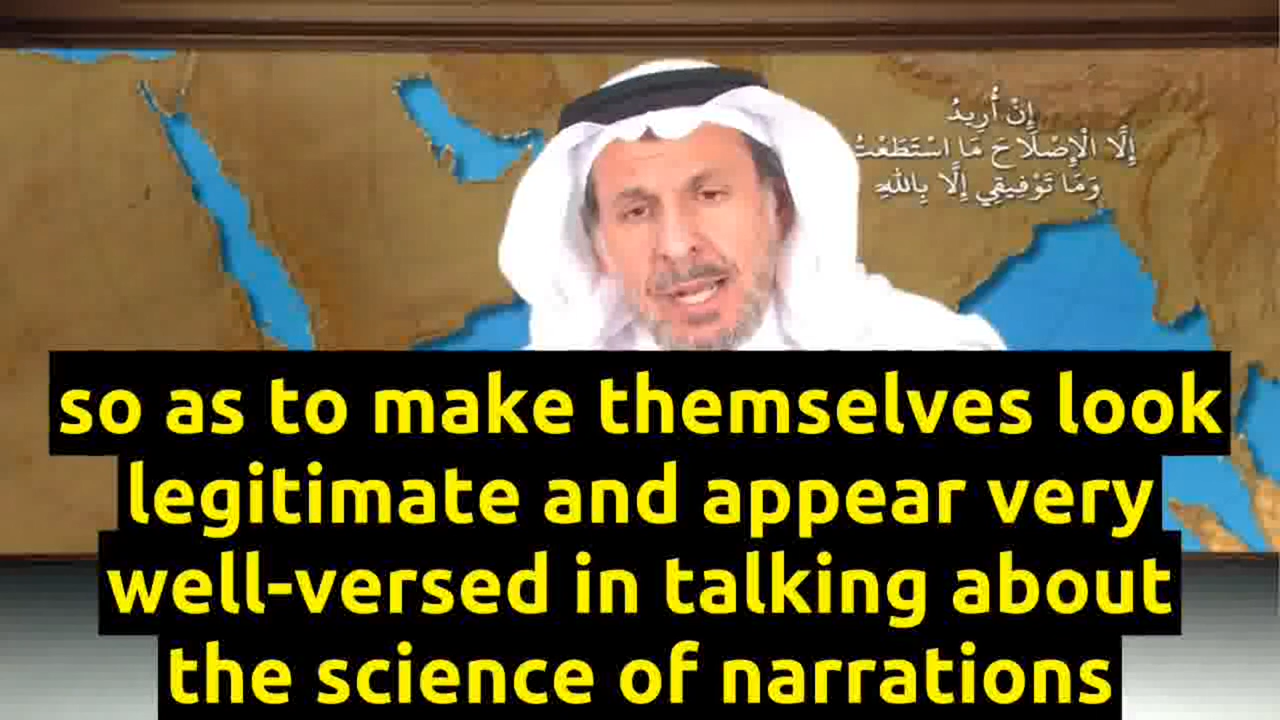 إِنْ أُرِيدُ
إِلَّا الْإِصْلَاحَ مَا اسْتَطَعْتُ
وَمَا تَوْفِيقِي إِلَّا بِاللَّهِ
so as to make themselves look
legitimate and appear very
well-versed in talking about
the science of narrations